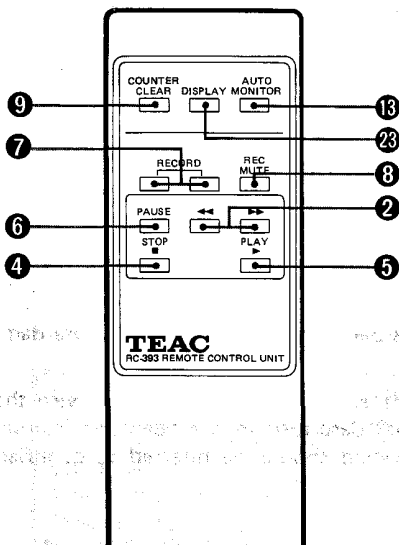 COUNTER CLEAR DISPLAY AUTO MONITOR
9
13
23
7
RECORD
REC MUTE
8
PAUSE ◀◀ ▶▶
2
6
STOP ■
PLAY ▶
4
5
TEAC
RC-393 REMOTE CONTROL UNIT